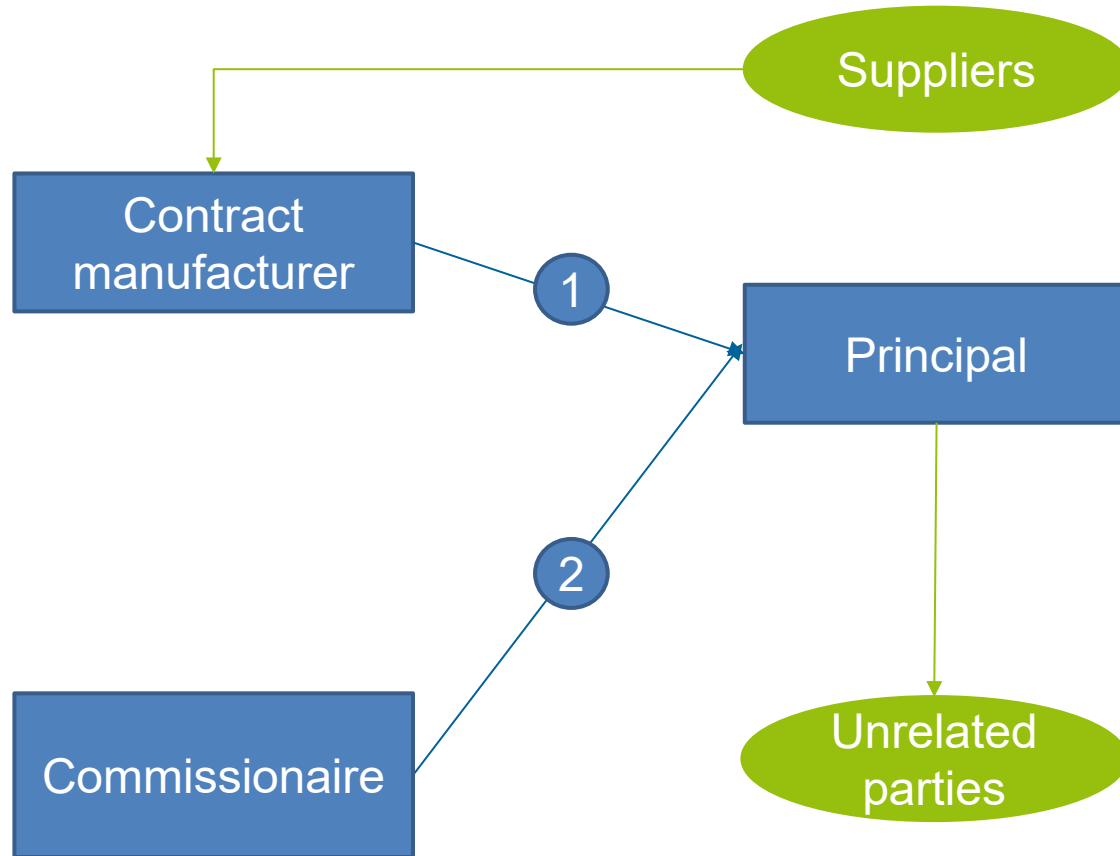 Suppliers
Contract
manufacturer
1
Principal
2
Commissionaire
Unrelated
parties